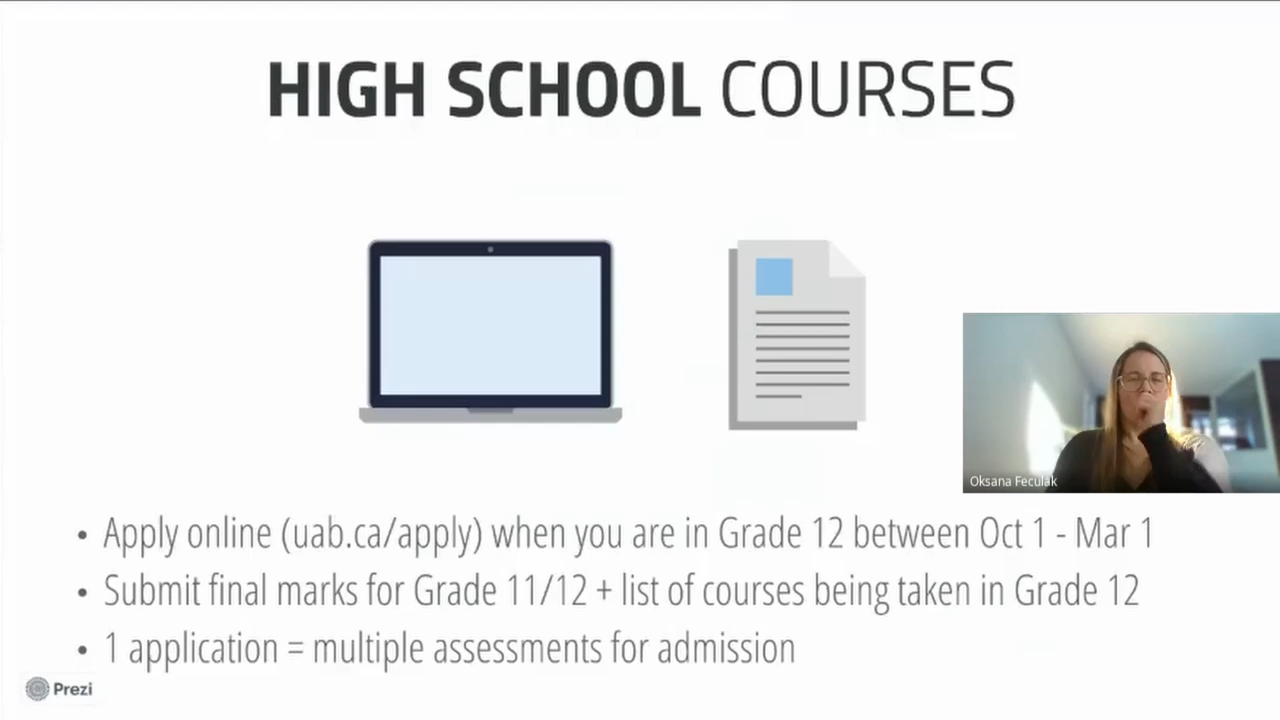 HIGH SCHOOL COURSES
Oksana Feculak
• Apply online (uab.ca/apply) when you are in Grade 12 between Oct 1 - Mar 1
• Submit final marks for Grade 11/12 + list of courses being taken in Grade 12
• 1 application = multiple assessments for admission
Prezi